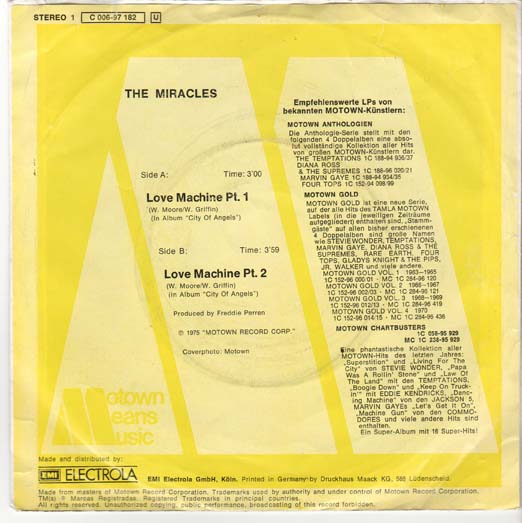 STEREO 1 C 006-97 182 U
THE MIRACLES
Side A: Time: 3'00
Love Machine Pt. 1
(W. Moore/W. Griffin)
(In Album "City Of Angels")
Side B: Time: 3'59
Love Machine Pt. 2
(W. Moore/W. Griffin)
(In Album "City Of Angels")
Produced by Freddie Perren
℗ 1975 "MOTOWN RECORD CORP."
Coverphoto: Motown
Empfehlenswerte LPs von
bekannten MOTOWN-Künstlern:
MOTOWN ANTHOLOGIEN
Die Anthologie-Serie stellt mit den
folgenden 4 Doppelalben eine abso-
lut vollständige Kollektion aller Hits
von großen MOTOWN-Künstlern dar.
THE TEMPTATIONS 1C 188-94 936/37
DIANA ROSS
& THE SUPREMES 1C 188-96 020/21
MARVIN GAYE 1C 188-94 934/35
FOUR TOPS 1C 152-94 098/99
MOTOWN GOLD
MOTOWN GOLD ist eine neue Serie,
auf der alle Hits des TAMLA MOTOWN
Labels (in die jeweiligen Zeiträume
aufgegliedert) enthalten sind. „Stamm-
gäste" auf allen bisher erschienenen
4 Doppelalben sind große Namen
wie STEVIE WONDER, TEMPTATIONS,
MARVIN GAYE, DIANA ROSS & THE
SUPREMES, RARE EARTH, FOUR
TOPS, GLADYS KNIGHT & THE PIPS,
JR. WALKER und viele andere.
MOTOWN GOLD VOL. 1 1963–1965
1C 152-96 000/01 - MC 1C 284-96 120
MOTOWN GOLD VOL. 2 1966–1967
1C 152-96 002/03 - MC 1C 284-96 121
MOTOWN GOLD VOL. 3 1968–1969
1C 152-96 012/13 - MC 1C 284-96 419
MOTOWN GOLD VOL. 4 1970
1C 152-96 014/15 - MC 1C 284-96 436
MOTOWN CHARTBUSTERS
1C 058-95 929
MC 1C 238-95 929
Eine phantastische Kollektion aller
MOTOWN-Hits des letzten Jahres:
„Superstition" und „Living For The
City" von STEVIE WONDER, „Papa
Was A Rollin' Stone" und „Law Of
The Land" mit den TEMPTATIONS,
„Boogie Down" und „Keep On Truck-
in'" mit EDDIE KENDRICKS, „Danc-
ing Machine" von den JACKSON 5,
MARVIN GAYEs „Let's Get It On",
„Machine Gun" von den COMMO-
DORES und viele andere Hits sind
enthalten.
Ein Super-Album mit 16 Super-Hits!
Motown
Means
Music
Made and distributed by:
EMI ELECTROLA EMI Electrola GmbH, Köln. Printed in Germany by Druckhaus Maack KG, 588 Lüdenscheid.
Made from masters of Motown Record Corporation. Trademarks used by authority and under control of Motown Record Corporation.
TM(s) ® Marcas Registradas. Registered Trademarks in principal countries.
All rights reserved. Unauthorized copying, public performance, broadcasting of this record forbidden.